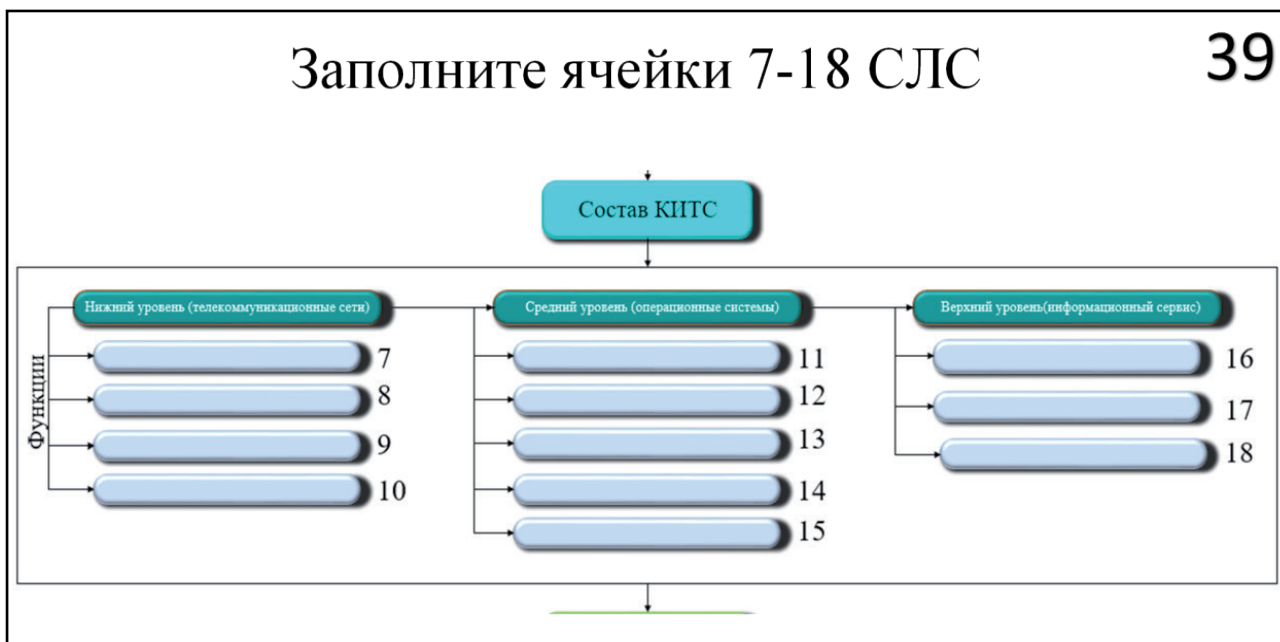 Заполните ячейки 7-18 СЛС
39
Состав КИТС
Нижний уровень (телекоммуникационные сети)
Средний уровень (операционные системы)
Верхний уровень(информационный сервис)
Функции
7
8
9
10
11
12
13
14
15
16
17
18